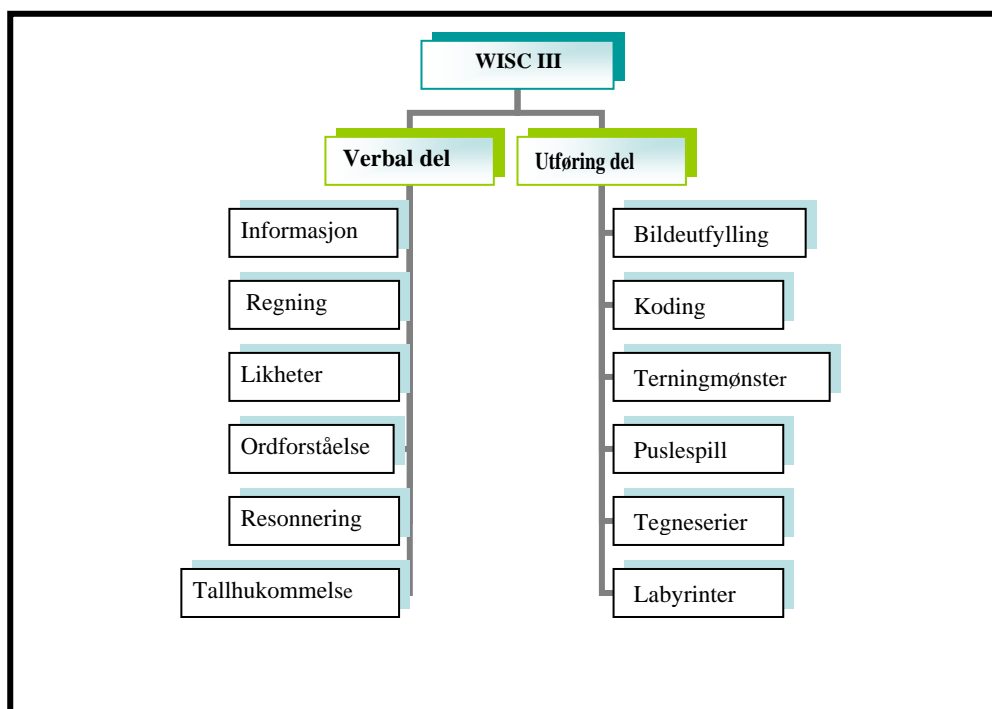 WISC III
Verbal del
Utføring del
Informasjon
Regning
Likheter
Ordforståelse
Resonnering
Tallhukommelse
Bildeutfylling
Koding
Terningmønster
Puslespill
Tegneserier
Labyrinter